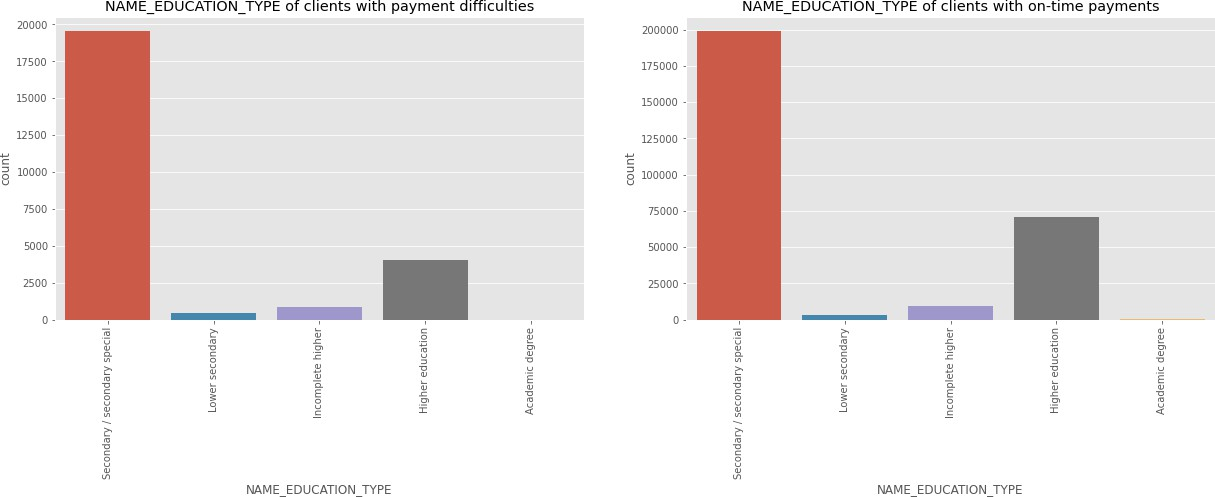 NAME_EDUCATION_TYPE of clients with payment difficulties
20000
17500
15000
12500
10000
7500
5000
2500
0
count
Secondary / secondary special
Lower secondary
Incomplete higher
Higher education
Academic degree
NAME_EDUCATION_TYPE
NAME_EDUCATION_TYPE of clients with on-time payments
200000
175000
150000
125000
100000
75000
50000
25000
0
count
Secondary / secondary special
Lower secondary
Incomplete higher
Higher education
Academic degree
NAME_EDUCATION_TYPE